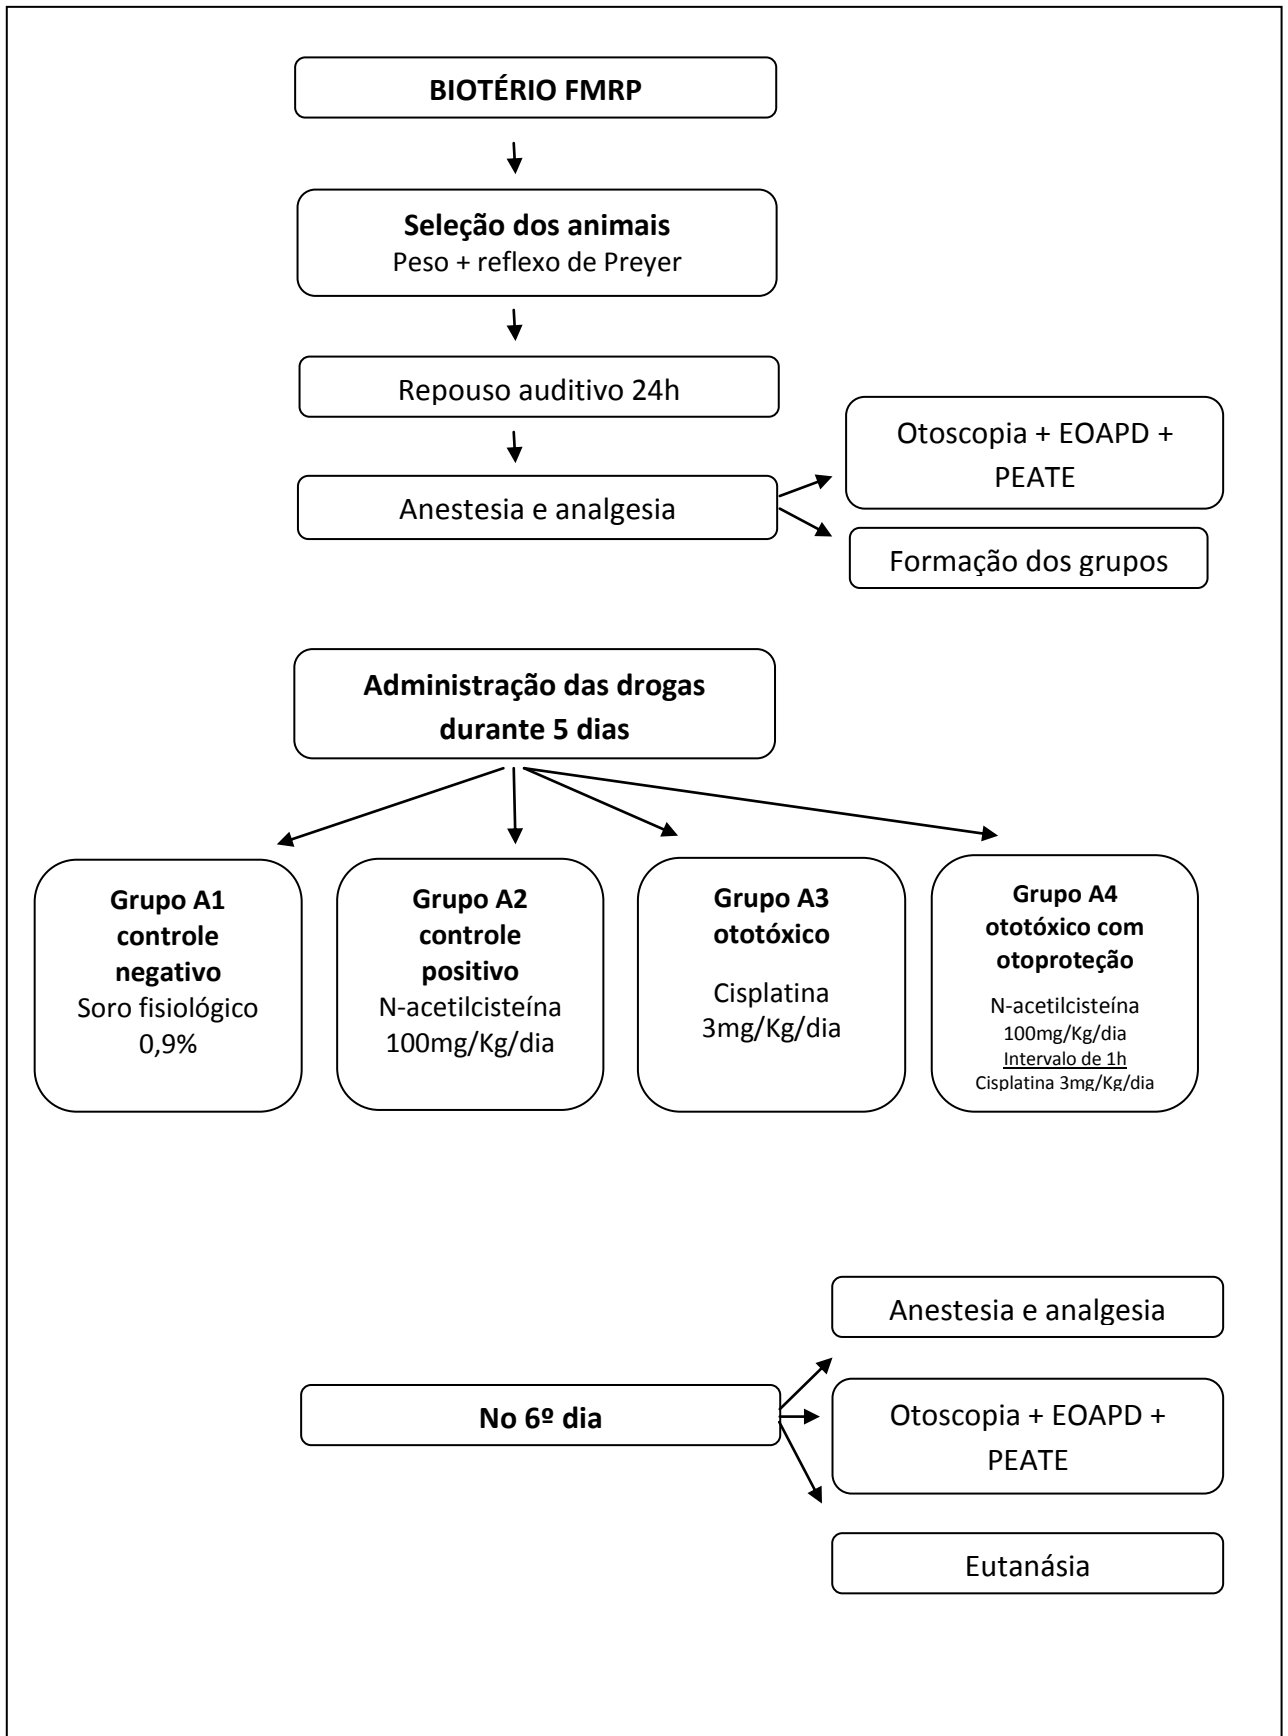 BIOTÉRIO FMRP
Seleção dos animais
Peso + reflexo de Preyer
Repouso auditivo 24h
Anestesia e analgesia
Otoscopia + EOAPD +
PEATE
Formação dos grupos
Administração das drogas
durante 5 dias
Grupo A1
controle
negativo
Soro fisiológico
0,9%
Grupo A2
controle
positivo
N-acetilcisteína
100mg/Kg/dia
Grupo A3
ototóxico
Cisplatina
3mg/Kg/dia
Grupo A4
ototóxico com
otoproteção
N-acetilcisteína
100mg/Kg/dia
Intervalo de 1h
Cisplatina 3mg/Kg/dia
No 6º dia
Anestesia e analgesia
Otoscopia + EOAPD +
PEATE
Eutanásia